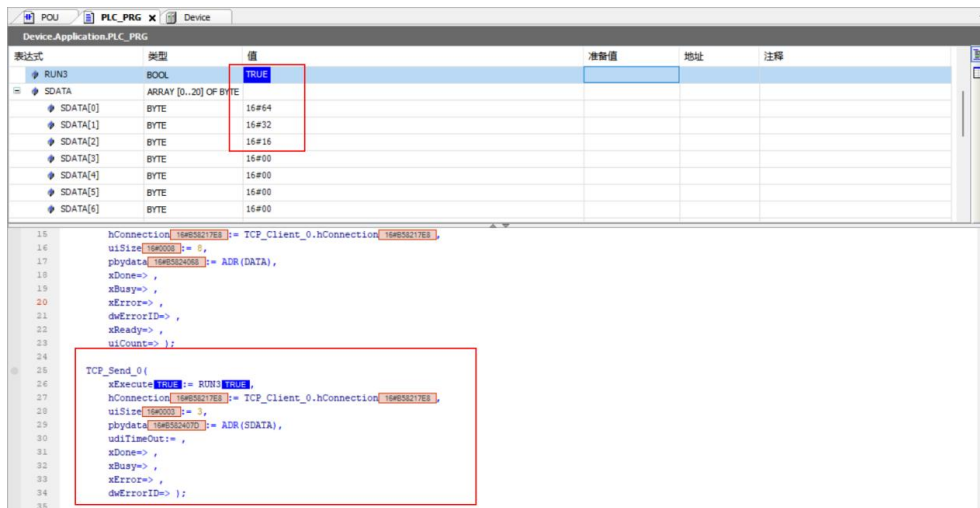 POU PLC_PRG X Device
Device.Application.PLC_PRG
表达式 类型 值 准备值 地址 注释
RUN3 BOOL TRUE
SDATA ARRAY [0..20] OF BYTE
SDATA[0] BYTE 16#64
SDATA[1] BYTE 16#32
SDATA[2] BYTE 16#16
SDATA[3] BYTE 16#00
SDATA[4] BYTE 16#00
SDATA[5] BYTE 16#00
SDATA[6] BYTE 16#00
15 hConnection 16#B58217E8 := TCP_Client_0.hConnection 16#B58217E8 ,
16 uiSize 16#0008 := 8,
17 pbydata 16#B5824068 := ADR(DATA),
18 xDone=> ,
19 xBusy=> ,
20 xError=> ,
21 dwErrorID=> ,
22 xReady=> ,
23 uiCount=> );
24
25 TCP_Send_0(
26 xExecute TRUE := RUN3 TRUE ,
27 hConnection 16#B58217E8 := TCP_Client_0.hConnection 16#B58217E8 ,
28 uiSize 16#0003 := 3,
29 pbydata 16#B582407D := ADR(SDATA),
30 udiTimeOut:= ,
31 xDone=> ,
32 xBusy=> ,
33 xError=> ,
34 dwErrorID=> );
35